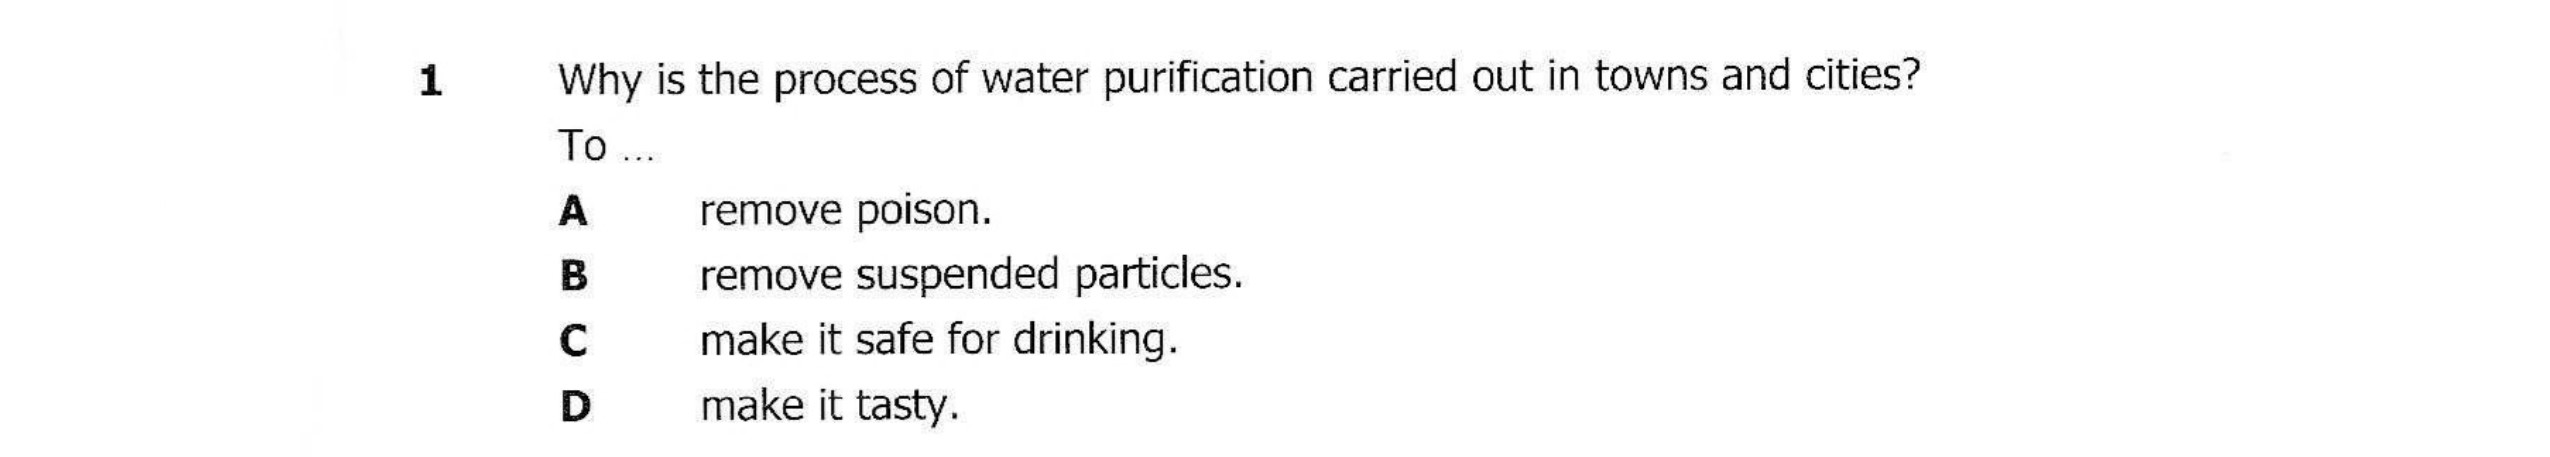 1 Why is the process of water purification carried out in towns and cities?
To ...
A remove poison.
B remove suspended particles.
C make it safe for drinking.
D make it tasty.